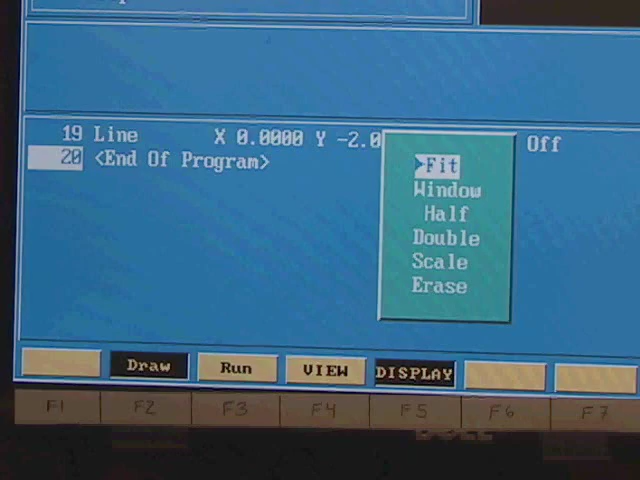 19 Line X 0.0000 Y -2.0 Off
20 <End Of Program>
>Fit
Window
Half
Double
Scale
Erase
Draw Run VIEW DISPLAY
F1 F2 F3 F4 F5 F6 F7
DELL